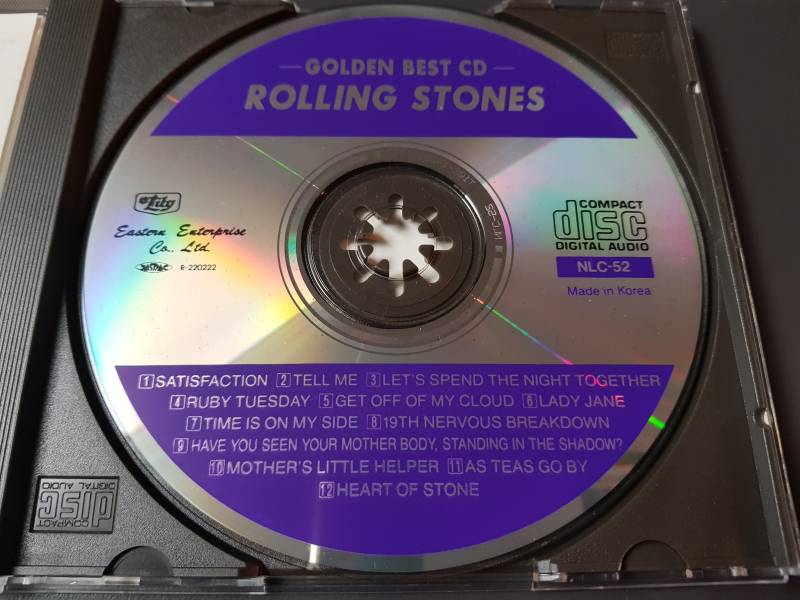 GOLDEN BEST CD
ROLLING STONES
Lily
Eastern Enterprise
Co., Ltd.
JASRAC R-220222
COMPACT
disc
DIGITAL AUDIO
NLC-52
Made in Korea
1 SATISFACTION 2 TELL ME 3 LET'S SPEND THE NIGHT TOGETHER
4 RUBY TUESDAY 5 GET OFF OF MY CLOUD 6 LADY JANE
7 TIME IS ON MY SIDE 8 19TH NERVOUS BREAKDOWN
9 HAVE YOU SEEN YOUR MOTHER BODY, STANDING IN THE SHADOW?
10 MOTHER'S LITTLE HELPER 11 AS TEAS GO BY
12 HEART OF STONE
COMPACT
disc
DIGITAL AUDIO